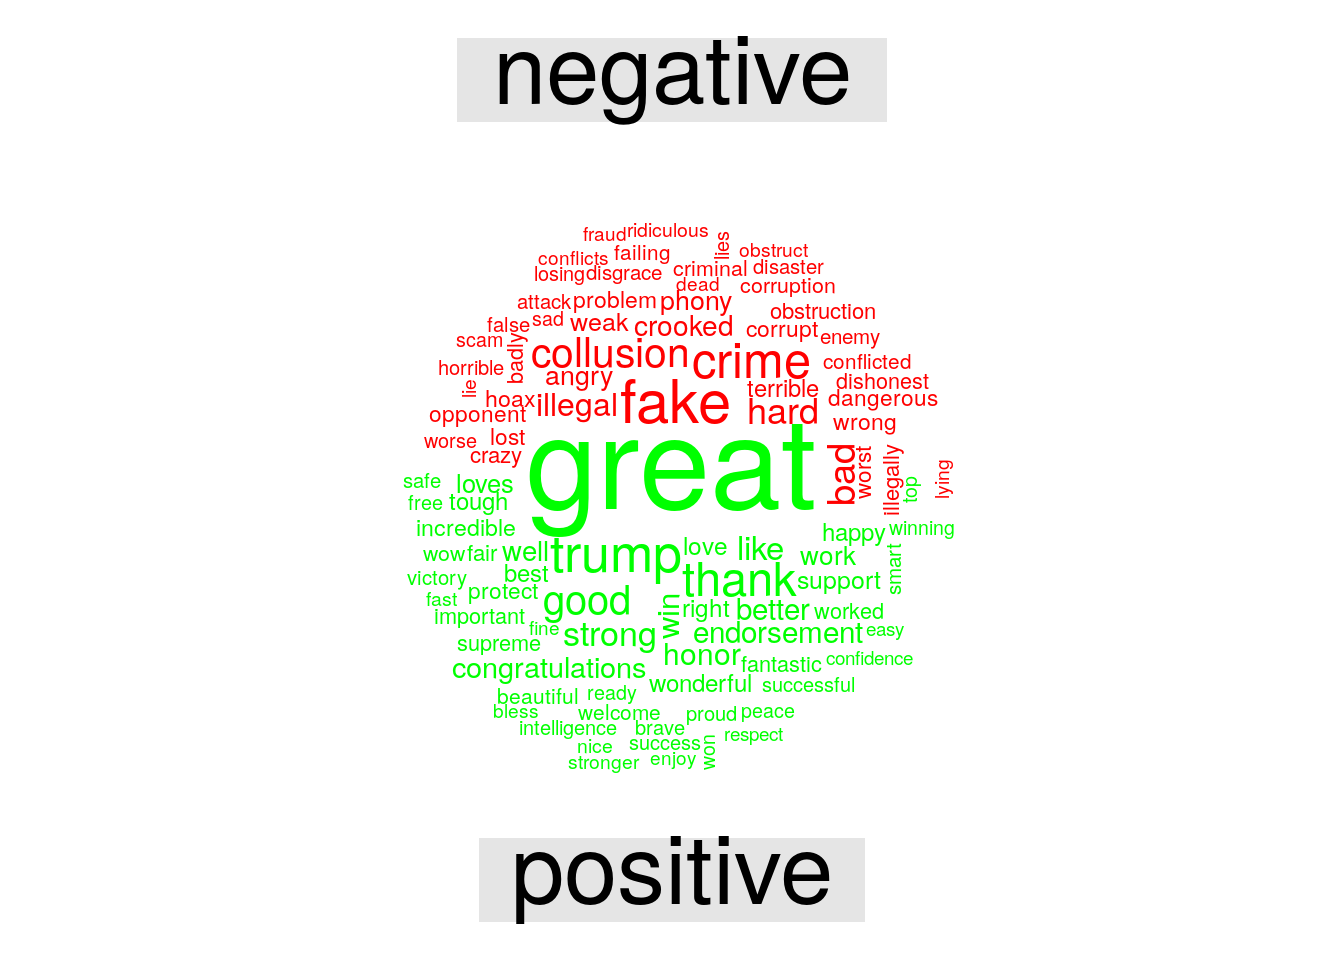 negative
fraud ridiculous lies obstruct
conflicts failing
losing disgrace criminal disaster
dead corruption
attack problem phony
sad weak crooked obstruction
false corrupt enemy
scam badly collusion crime conflicted
horrible angry dishonest
lie fake terrible
hoax illegal hard dangerous
opponent wrong
worse lost great bad worst illegally lying
crazy
safe loves top
free tough
incredible happy winning
wow fair well trump love like work smart
victory best thank support
fast protect good win right better worked
important fine strong endorsement easy
supreme honor confidence
congratulations fantastic
wonderful successful
beautiful ready
bless welcome proud peace
intelligence brave respect
nice success won
stronger enjoy
positive